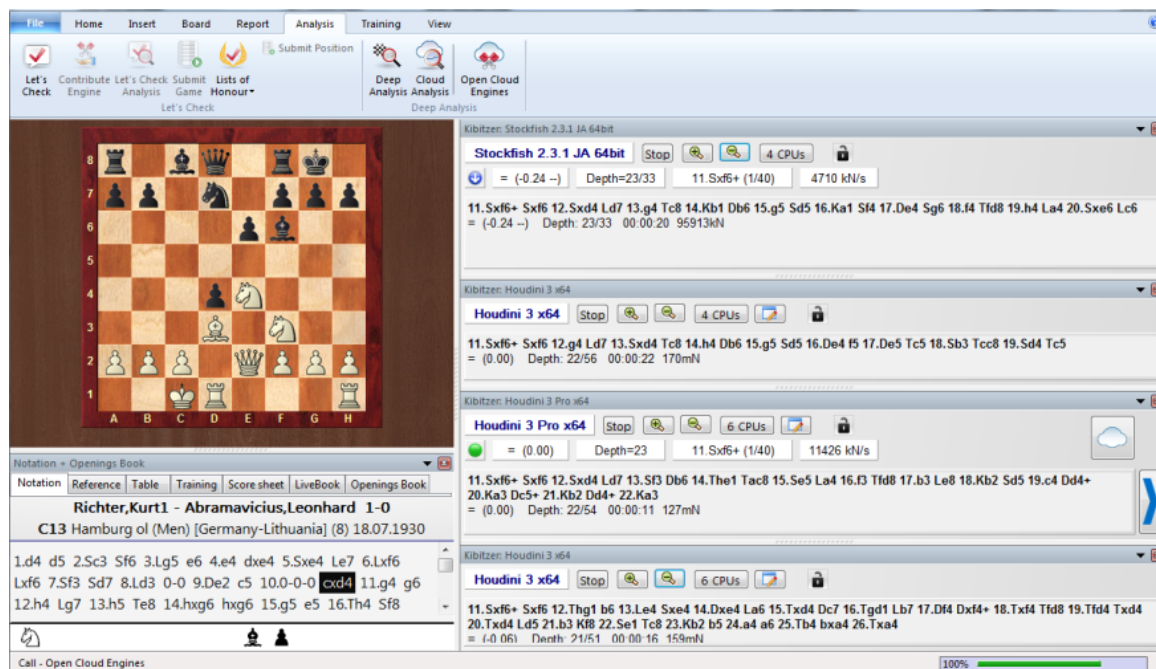 File Home Insert Board Report Analysis Training View
Let's Check
Contribute Engine
Let's Check Analysis
Submit Game
Lists of Honour
Submit Position
Let's Check
Deep Analysis
Cloud Analysis
Open Cloud Engines
Deep Analysis
8
7
6
5
4
3
2
1
A B C D E F G H
Notation + Openings Book
Notation Reference Table Training Score sheet LiveBook Openings Book
Richter,Kurt1 - Abramavicius,Leonhard 1-0
C13 Hamburg ol (Men) [Germany-Lithuania] (8) 18.07.1930
1.d4 d5 2.Sc3 Sf6 3.Lg5 e6 4.e4 dxe4 5.Sxe4 Le7 6.Lxf6
Lxf6 7.Sf3 Sd7 8.Ld3 0-0 9.De2 c5 10.0-0-0 cxd4 11.g4 g6
12.h4 Lg7 13.h5 Te8 14.hxg6 hxg6 15.g5 e5 16.Th4 Sf8
Kibitzer: Stockfish 2.3.1 JA 64bit
Stockfish 2.3.1 JA 64bit Stop 4 CPUs
= (-0.24 --) Depth=23/33 11.Sxf6+ (1/40) 4710 kN/s
11.Sxf6+ Sxf6 12.Sxd4 Ld7 13.g4 Tc8 14.Kb1 Db6 15.g5 Sd5 16.Ka1 Sf4 17.De4 Sg6 18.f4 Tfd8 19.h4 La4 20.Sxe6 Lc6
= (-0.24 --) Depth: 23/33 00:00:20 95913kN
Kibitzer: Houdini 3 x64
Houdini 3 x64 Stop 4 CPUs
11.Sxf6+ Sxf6 12.g4 Ld7 13.Sxd4 Tc8 14.h4 Db6 15.g5 Sd5 16.De4 f5 17.De5 Tc5 18.Sb3 Tcc8 19.Sd4 Tc5
= (0.00) Depth: 22/56 00:00:22 170mN
Kibitzer: Houdini 3 Pro x64
Houdini 3 Pro x64 Stop 6 CPUs
= (0.00) Depth=23 11.Sxf6+ (1/40) 11426 kN/s
11.Sxf6+ Sxf6 12.Sxd4 Ld7 13.Sf3 Db6 14.The1 Tac8 15.Se5 La4 16.f3 Tfd8 17.b3 Le8 18.Kb2 Sd5 19.c4 Dd4+
20.Ka3 Dc5+ 21.Kb2 Dd4+ 22.Ka3
= (0.00) Depth: 22/54 00:00:11 127mN
Kibitzer: Houdini 3 x64
Houdini 3 x64 Stop 6 CPUs
11.Sxf6+ Sxf6 12.Thg1 b6 13.Le4 Sxe4 14.Dxe4 La6 15.Txd4 Dc7 16.Tgd1 Lb7 17.Df4 Dxf4+ 18.Txf4 Tfd8 19.Tfd4 Txd4
20.Txd4 Ld5 21.b3 Kf8 22.Se1 Tc8 23.Kb2 b5 24.a4 a6 25.Tb4 bxa4 26.Txa4
= (-0.06) Depth: 21/51 00:00:16 159mN
Call - Open Cloud Engines
100%